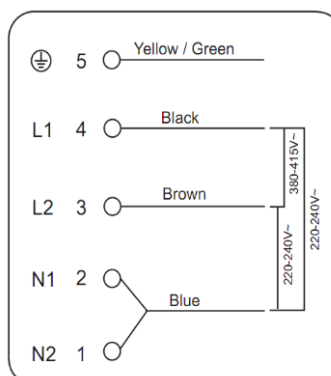 5 Yellow / Green
L1 4 Black
380-415V~
220-240V~
L2 3 Brown
220-240V~
N1 2
Blue
N2 1